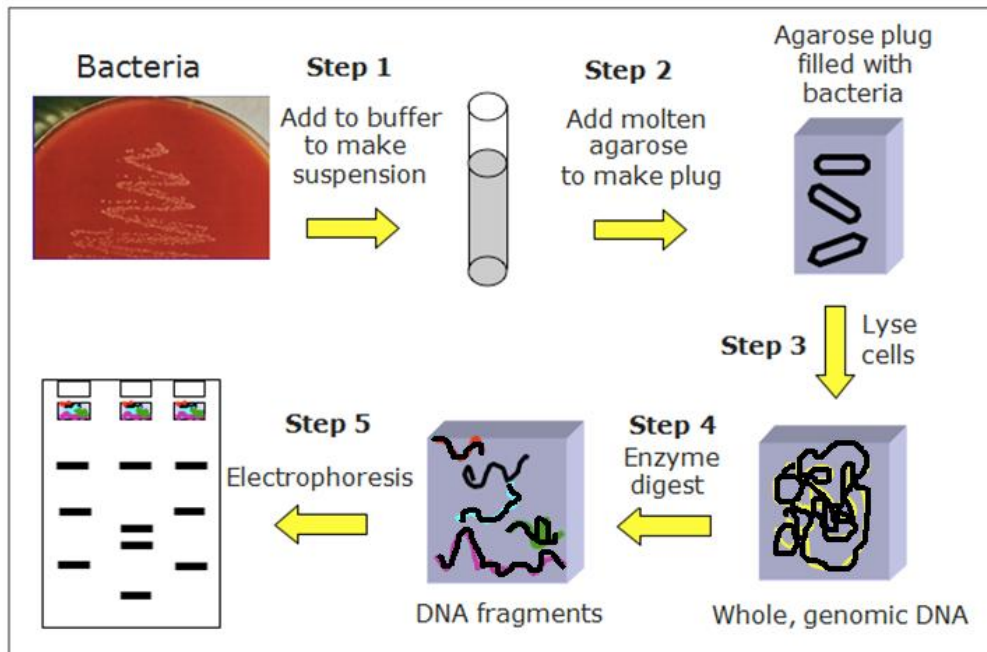 Bacteria
Step 1
Add to buffer
to make
suspension
Step 2
Add molten
agarose
to make plug
Agarose plug
filled with
bacteria
Step 3
Lyse
cells
Whole, genomic DNA
Step 4
Enzyme
digest
DNA fragments
Step 5
Electrophoresis